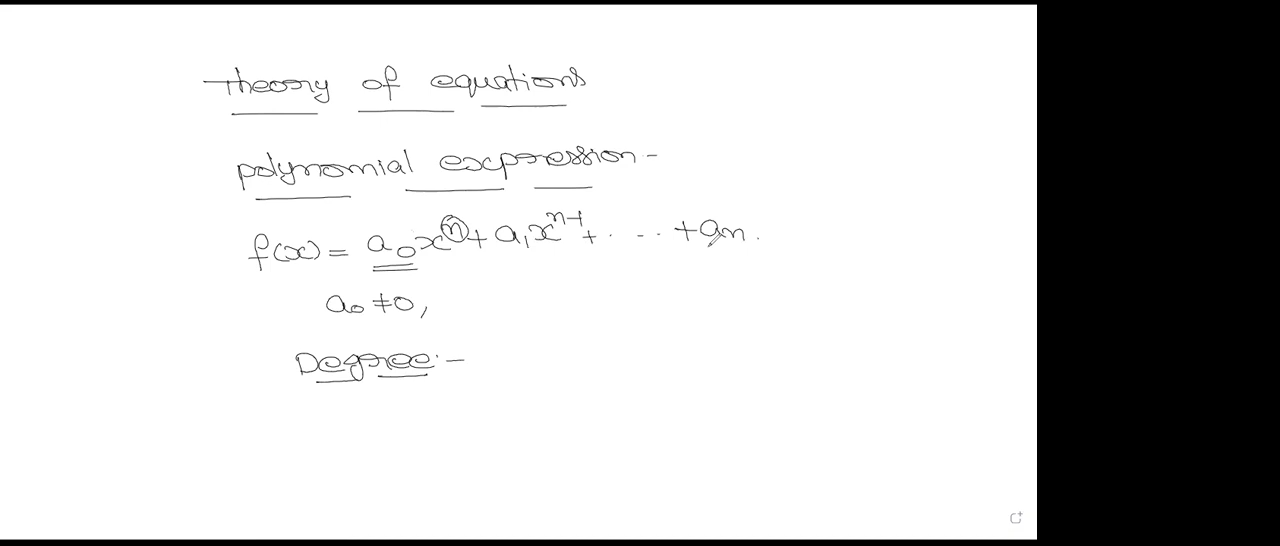 Theory of equations
polynomial expression -
f(x) = a₀xⁿ + a₁xⁿ⁻¹ + . . . . + aₙ.
a₀ ≠ 0,
Degree:-